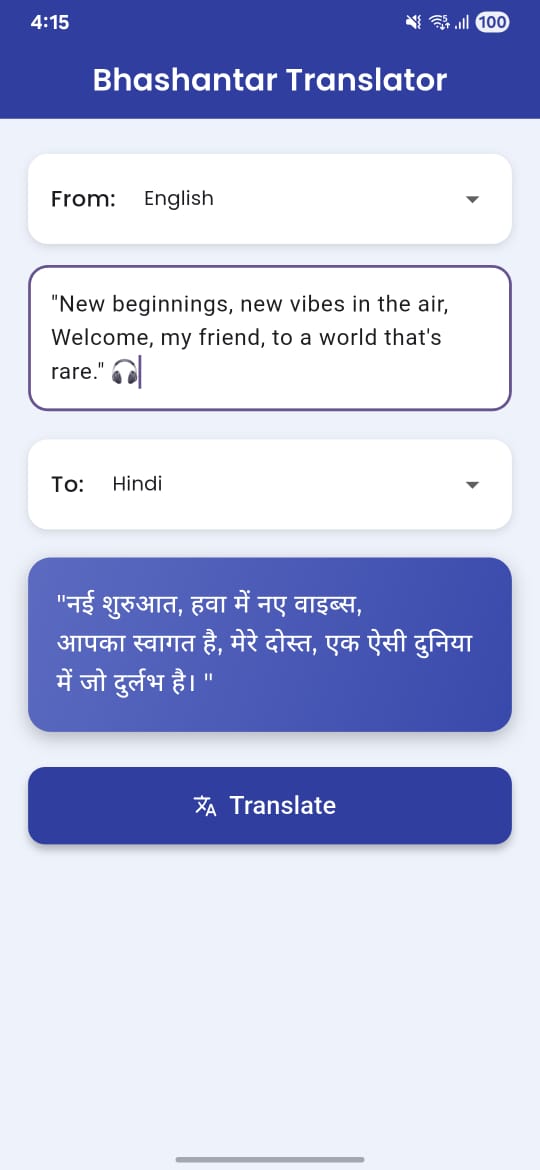 4:15
100
Bhashantar Translator
From: English
"New beginnings, new vibes in the air,
Welcome, my friend, to a world that's
rare." 🎧
To: Hindi
"नई शुरुआत, हवा में नए वाइब्स,
आपका स्वागत है, मेरे दोस्त, एक ऐसी दुनिया
में जो दुर्लभ है। "
Translate